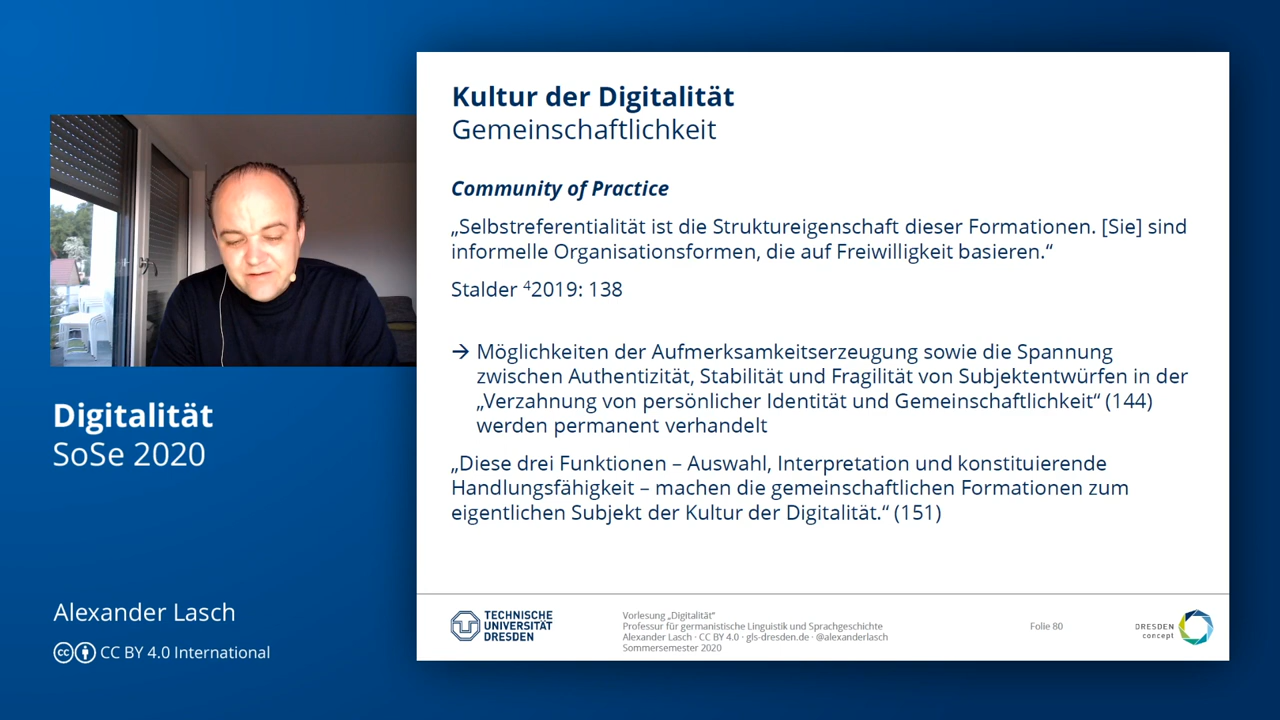 Kultur der Digitalität
Gemeinschaftlichkeit
Community of Practice
„Selbstreferentialität ist die Struktureigenschaft dieser Formationen. [Sie] sind
informelle Organisationsformen, die auf Freiwilligkeit basieren.“
Stalder ⁴2019: 138
→ Möglichkeiten der Aufmerksamkeitserzeugung sowie die Spannung
zwischen Authentizität, Stabilität und Fragilität von Subjektentwürfen in der
„Verzahnung von persönlicher Identität und Gemeinschaftlichkeit“ (144)
werden permanent verhandelt
„Diese drei Funktionen – Auswahl, Interpretation und konstituierende
Handlungsfähigkeit – machen die gemeinschaftlichen Formationen zum
eigentlichen Subjekt der Kultur der Digitalität.“ (151)
Digitalität
SoSe 2020
Alexander Lasch
cc CC BY 4.0 International
TECHNISCHE
UNIVERSITÄT
DRESDEN
Vorlesung „Digitalität“
Professur für germanistische Linguistik und Sprachgeschichte
Alexander Lasch · CC BY 4.0 · gls-dresden.de · @alexanderlasch
Sommersemester 2020
Folie 80
DRESDEN
concept